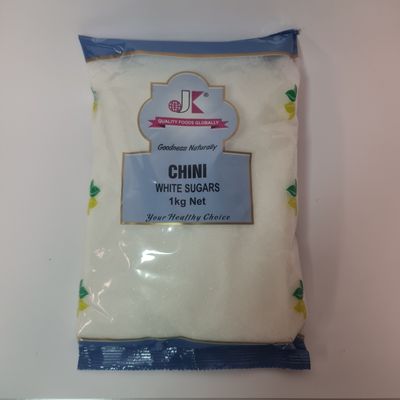 JK®
QUALITY FOODS GLOBALLY
Goodness Naturally
CHINI
WHITE SUGARS
1kg Net
Your Healthy Choice